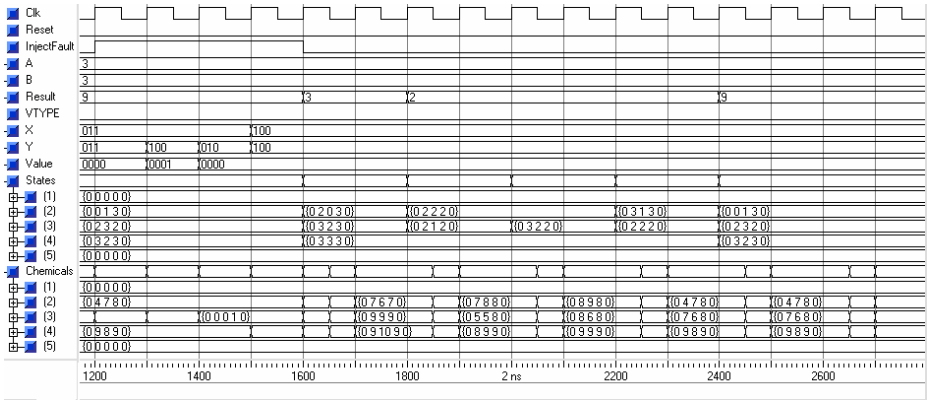 Clk
Reset
InjectFault
A 3
B 3
Result 9 3 2 9
VTYPE
X 011 100
Y 011 100 010 100
Value 0000 0001 0000
States
(1) {0 0 0 0 0}
(2) {0 0 1 3 0} {0 2 0 3 0} {0 2 2 2 0} {0 3 1 3 0} {0 0 1 3 0}
(3) {0 2 3 2 0} {0 3 2 3 0} {0 2 1 2 0} {0 3 2 2 0} {0 2 2 2 0} {0 2 3 2 0}
(4) {0 3 2 3 0} {0 3 3 3 0} {0 3 2 3 0}
(5) {0 0 0 0 0}
Chemicals
(1) {0 0 0 0 0}
(2) {0 4 7 8 0} {0 7 6 7 0} {0 7 8 8 0} {0 8 9 8 0} {0 4 7 8 0} {0 4 7 8 0}
(3) {0 0 0 1 0} {0 9 9 9 0} {0 5 5 8 0} {0 8 6 8 0} {0 7 6 8 0} {0 7 6 8 0}
(4) {0 9 8 9 0} {0 9 10 9 0} {0 8 9 9 0} {0 9 9 9 0} {0 9 8 9 0} {0 9 8 9 0}
(5) {0 0 0 0 0}
1200 1400 1600 1800 2 ns 2200 2400 2600